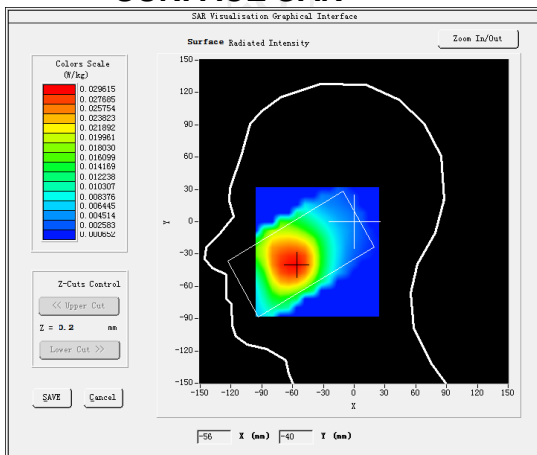 SAR Visualisation Graphical Interface
Surface Radiated Intensity
Zoom In/Out
Colors Scale
(W/kg)
0.029615
0.027685
0.025754
0.023823
0.021892
0.019961
0.018030
0.016099
0.014169
0.012238
0.010307
0.008376
0.006445
0.004514
0.002583
0.000652
Z-Cuts Control
<< Upper Cut
Z = 3.2 mm
Lower Cut >>
SAVE Cancel
150
120
90
60
30
0
-30
-60
-90
-120
-150
Y
-150 -120 -90 -60 -30 0 30 60 90 120 150
X
-56 X (mm) -40 Y (mm)